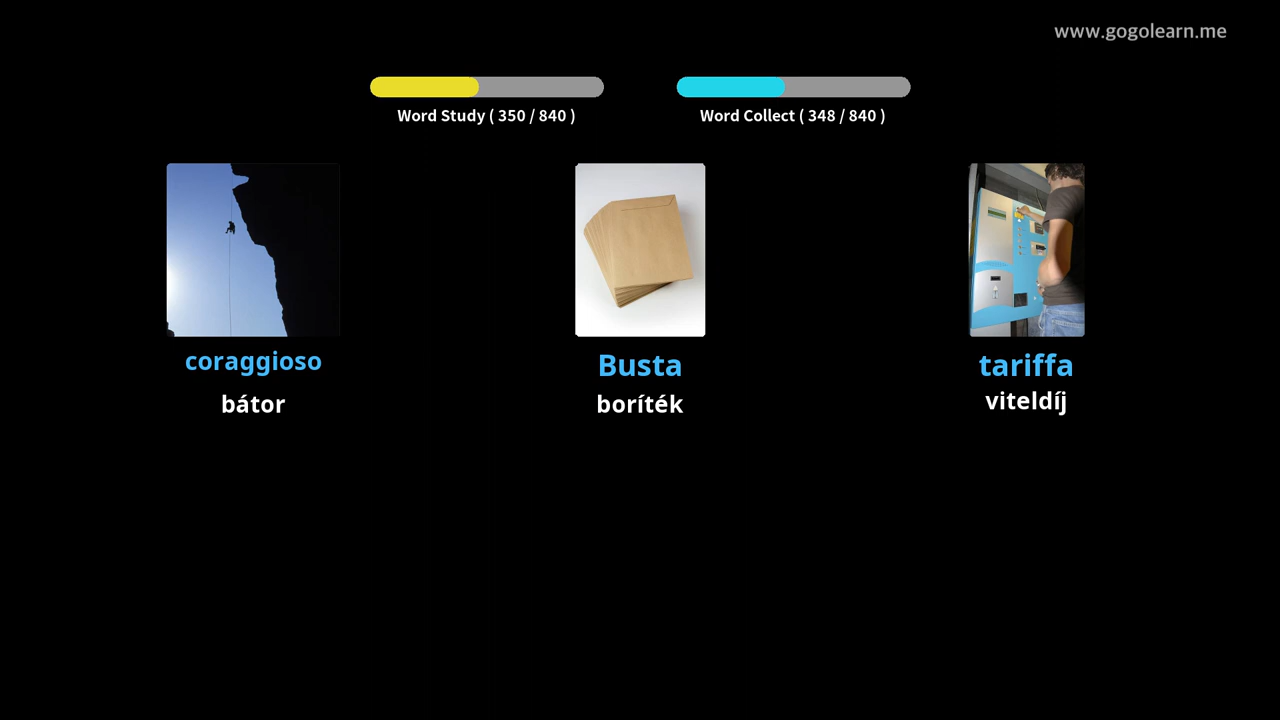 www.gogolearn.me
Word Study ( 350 / 840 )
Word Collect ( 348 / 840 )
coraggioso
bátor
Busta
boríték
tariffa
viteldíj